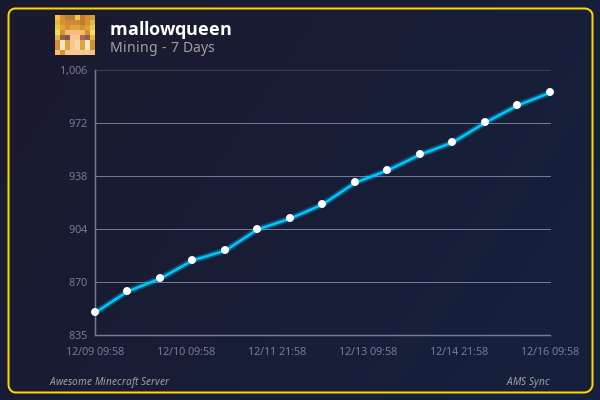 mallowqueen
Mining - 7 Days
1,006
972
938
904
870
835
12/09 09:58 12/10 09:58 12/11 21:58 12/13 09:58 12/14 21:58 12/16 09:58
Awesome Minecraft Server AMS Sync